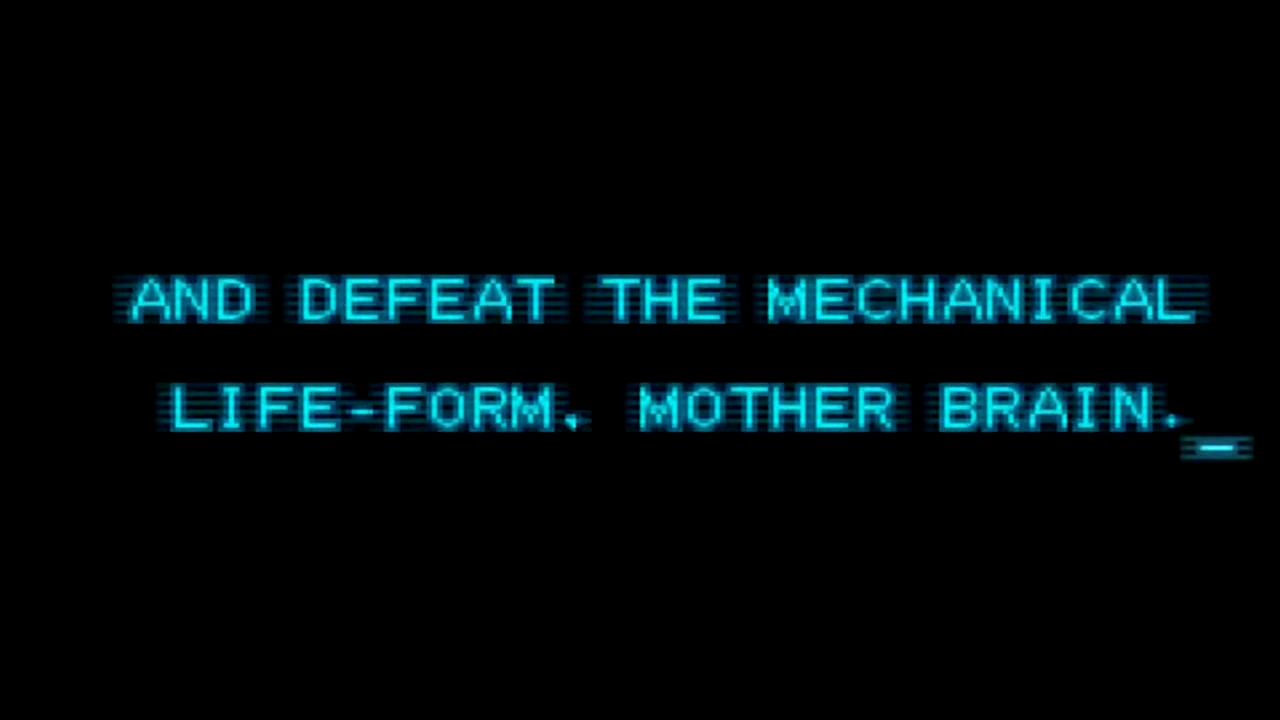 AND DEFEAT THE MECHANICAL
LIFE-FORM, MOTHER BRAIN._